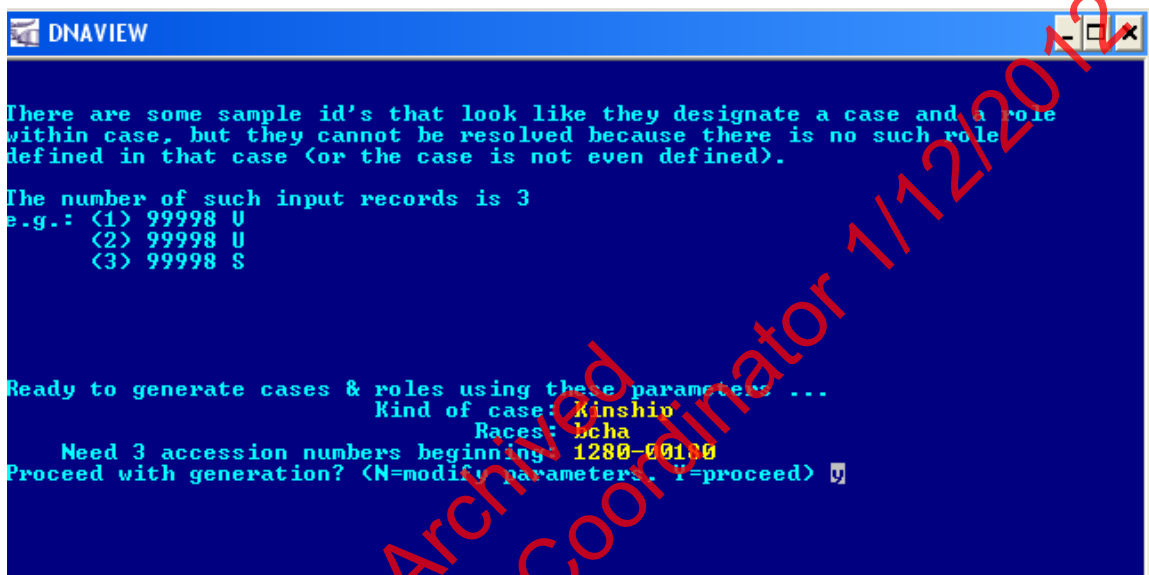 DNAVIEW
There are some sample id's that look like they designate a case and a role
within case, but they cannot be resolved because there is no such role
defined in that case (or the case is not even defined).
The number of such input records is 3
e.g.: (1) 99998 V
(2) 99998 U
(3) 99998 S
Ready to generate cases & roles using these parameters ...
Kind of case: Kinship
Races: bcha
Need 3 accession numbers beginning: 1280-00180
Proceed with generation? (N=modify parameters. Y=proceed) y
Archived
Coordinator 1/12/2012